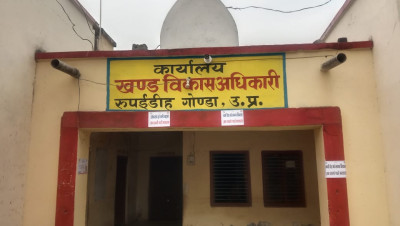 कार्यालय
खण्ड विकास अधिकारी
रुपईडीह गोण्डा, उ.प्र.